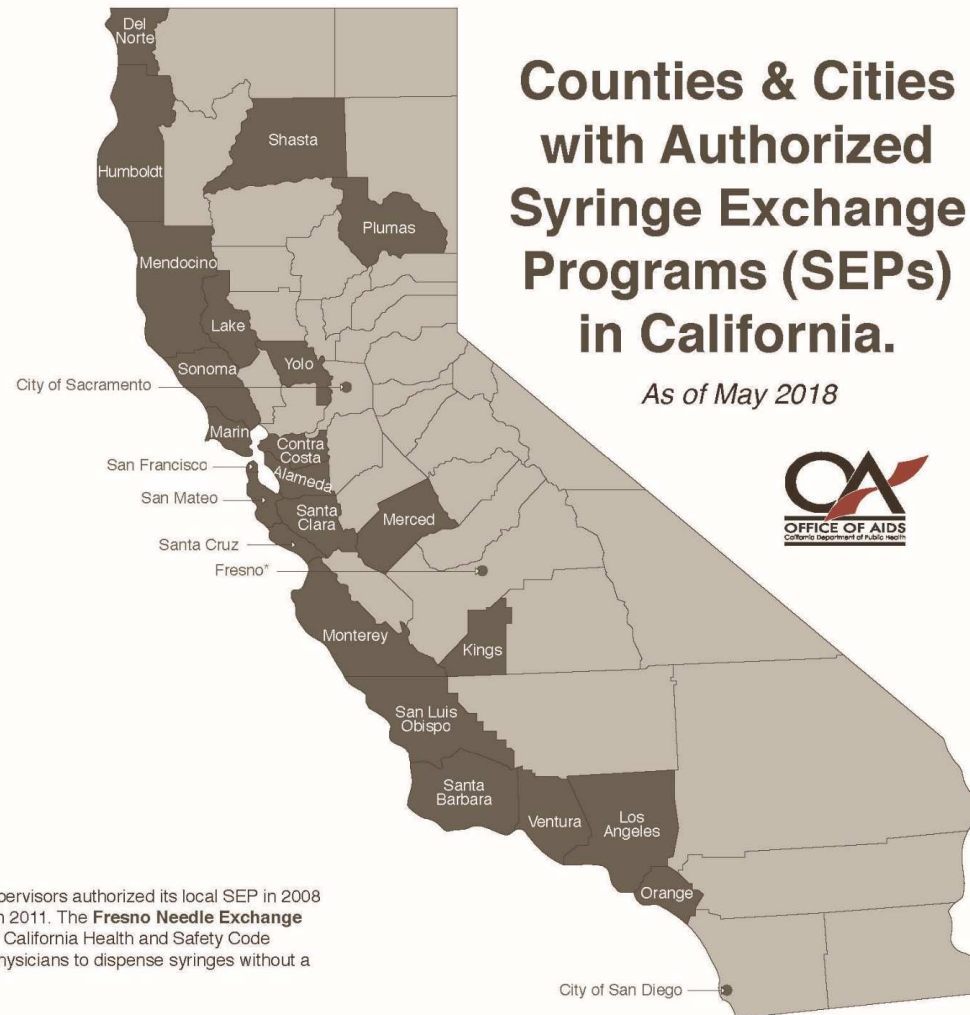 Counties & Cities
with Authorized
Syringe Exchange
Programs (SEPs)
in California.
As of May 2018
OA
OFFICE OF AIDS
California Department of Public Health
Del
Norte
Humboldt
Shasta
Plumas
Mendocino
Lake
Sonoma
Yolo
City of Sacramento
Marin
Contra
Costa
San Francisco
Alameda
San Mateo
Santa
Clara
Merced
Santa Cruz
Fresno*
Monterey
Kings
San Luis
Obispo
Santa
Barbara
Ventura
Los
Angeles
Orange
City of San Diego
pervisors authorized its local SEP in 2008
n 2011. The Fresno Needle Exchange
California Health and Safety Code
hysicians to dispense syringes without a